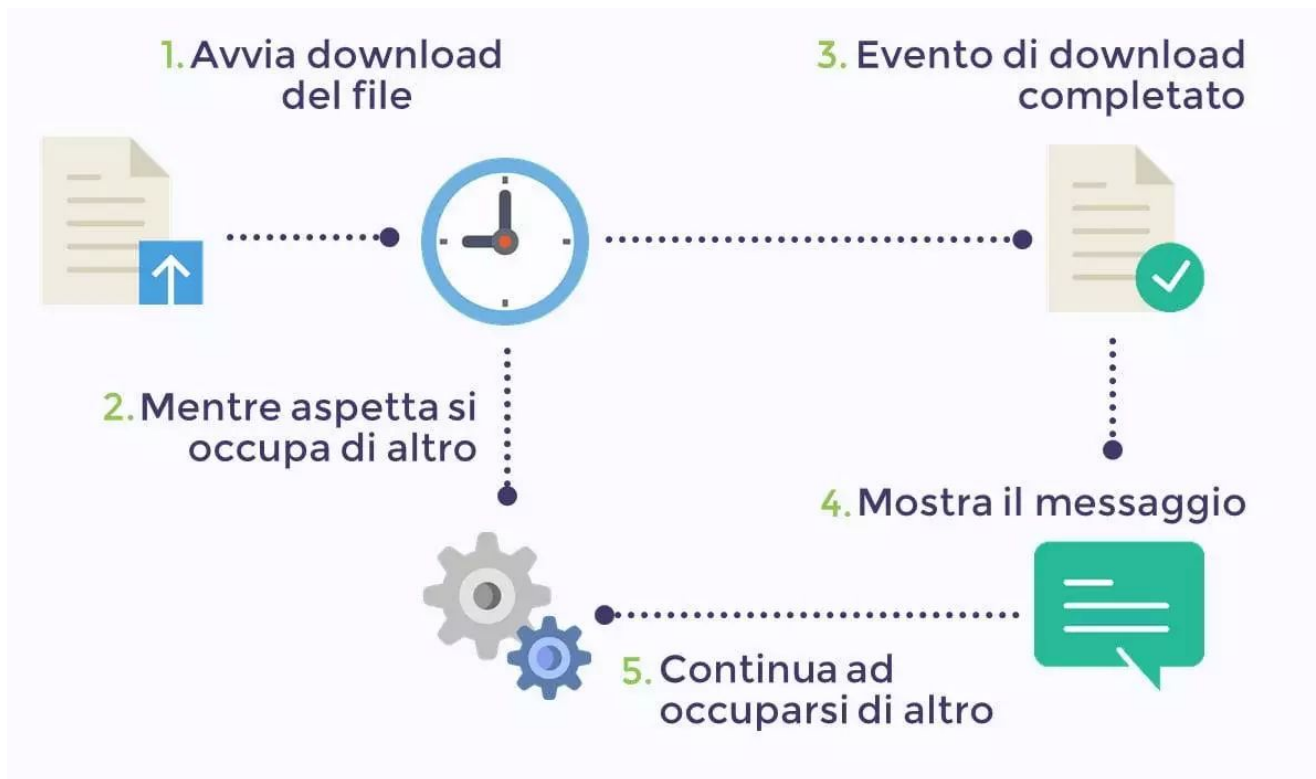 1. Avvia download
del file
3. Evento di download
completato
2. Mentre aspetta si
occupa di altro
4. Mostra il messaggio
5. Continua ad
occuparsi di altro